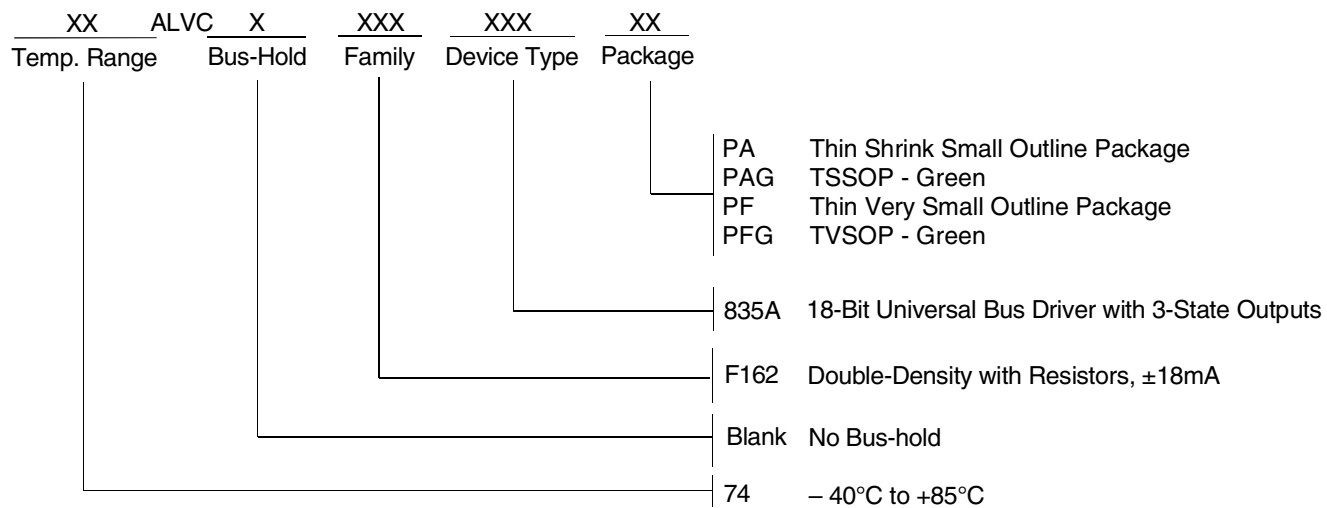 XX ALVC X XXX XXX XX
Temp. Range Bus-Hold Family Device Type Package
PA Thin Shrink Small Outline Package
PAG TSSOP - Green
PF Thin Very Small Outline Package
PFG TVSOP - Green
835A 18-Bit Universal Bus Driver with 3-State Outputs
F162 Double-Density with Resistors, ±18mA
Blank No Bus-hold
74 – 40°C to +85°C